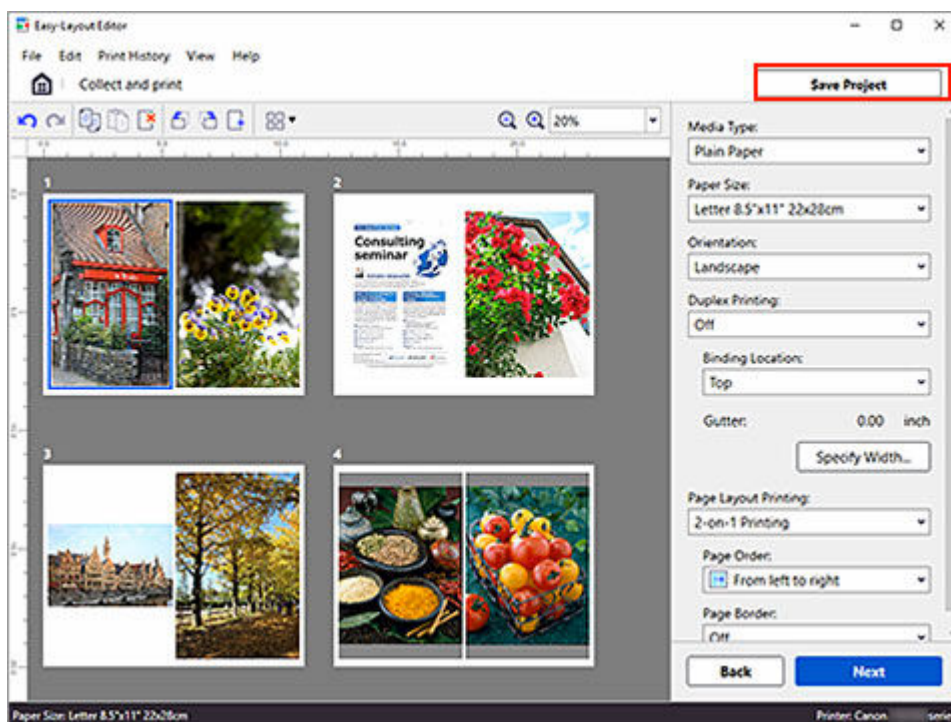 Easy-Layout Editor
File Edit Print History View Help
Collect and print
Save Project
20%
Media Type:
Plain Paper
Paper Size:
Letter 8.5"x11" 22x28cm
Orientation:
Landscape
Duplex Printing:
Off
Binding Location:
Top
Gutter: 0.00 inch
Specify Width...
Page Layout Printing:
2-on-1 Printing
Page Order:
From left to right
Page Border:
Off
Back
Next
1
2
Consulting
seminar
3
4
Paper Size: Letter 8.5"x11" 22x28cm
Printer: Canon series